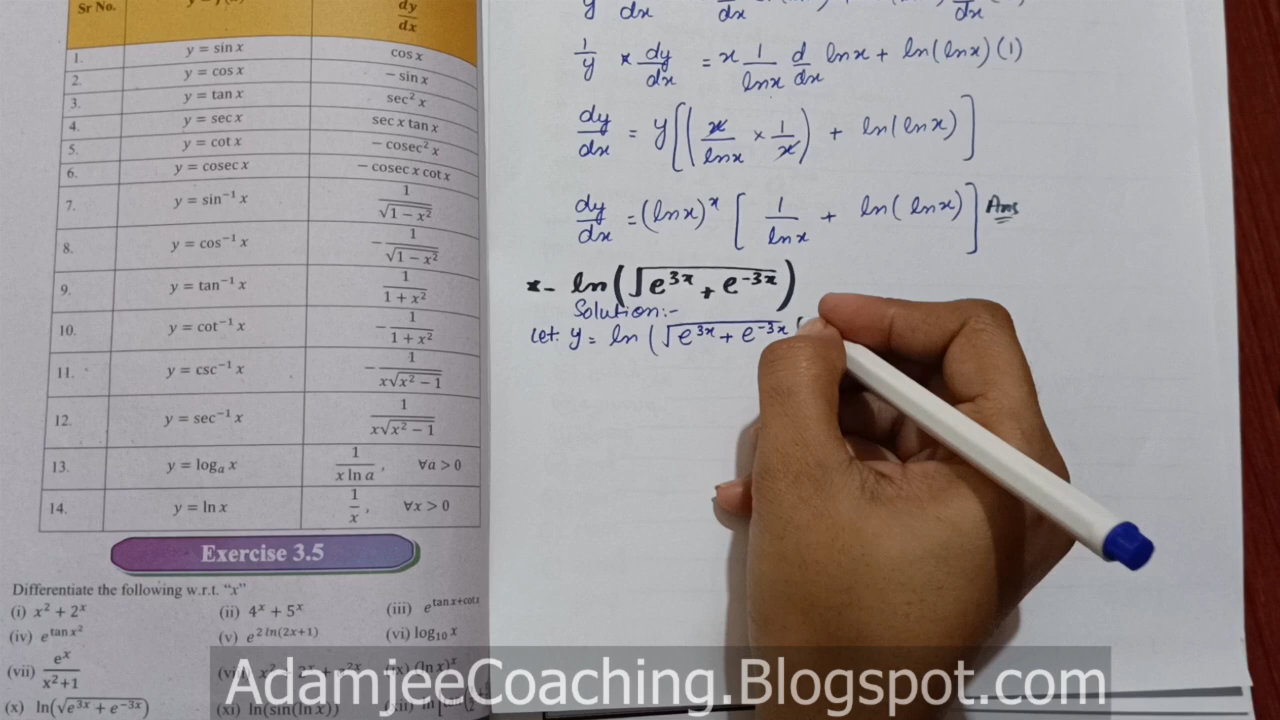 Sr No.
dy/dx
1. y = sin x cos x
2. y = cos x − sin x
3. y = tan x sec² x
4. y = sec x sec x tan x
5. y = cot x − cosec² x
6. y = cosec x − cosec x cot x
7. y = sin⁻¹ x 1/√(1 − x²)
8. y = cos⁻¹ x − 1/√(1 − x²)
9. y = tan⁻¹ x 1/(1 + x²)
10. y = cot⁻¹ x − 1/(1 + x²)
11. y = csc⁻¹ x − 1/(x√(x² − 1))
12. y = sec⁻¹ x 1/(x√(x² − 1))
13. y = logₐ x 1/(x ln a), ∀a > 0
14. y = ln x 1/x, ∀x > 0
Exercise 3.5
Differentiate the following w.r.t. “x”
(i) x² + 2ˣ (ii) 4ˣ + 5ˣ (iii) e^(tan x+cot x)
(iv) e^(tan x²) (v) e^(2 ln(2x+1)) (vi) log₁₀ x
(vii) eˣ/(x²+1) (ln x)ˣ
(x) ln(√(e³ˣ + e⁻³ˣ)) (xi) ln(sin(ln x))
y dx dx dx
1/y × dy/dx = x 1/lnx d/dx lnx + ln(lnx)(1)
dy/dx = y[(x/lnx × 1/x) + ln(lnx)]
dy/dx = (lnx)ˣ [1/lnx + ln(lnx)] Ans
x- ln(√(e³ˣ + e⁻³ˣ))
Solution:-
Let y = ln (√(e³ˣ + e⁻³ˣ)
AdamjeeCoaching.Blogspot.com